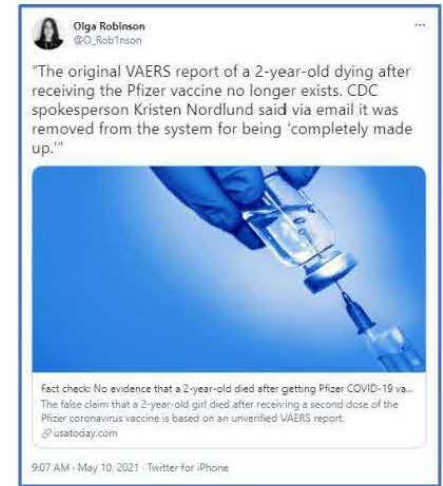 Olga Robinson
@O_Rob1nson
"The original VAERS report of a 2-year-old dying after
receiving the Pfizer vaccine no longer exists. CDC
spokesperson Kristen Nordlund said via email it was
removed from the system for being 'completely made
up.'"
Fact check: No evidence that a 2-year-old died after getting Pfizer COVID-19 va...
The false claim that a 2-year-old girl died after receiving a second dose of the
Pfizer coronavirus vaccine is based on an unverified VAERS report.
usatoday.com
9:07 AM · May 10, 2021 · Twitter for iPhone